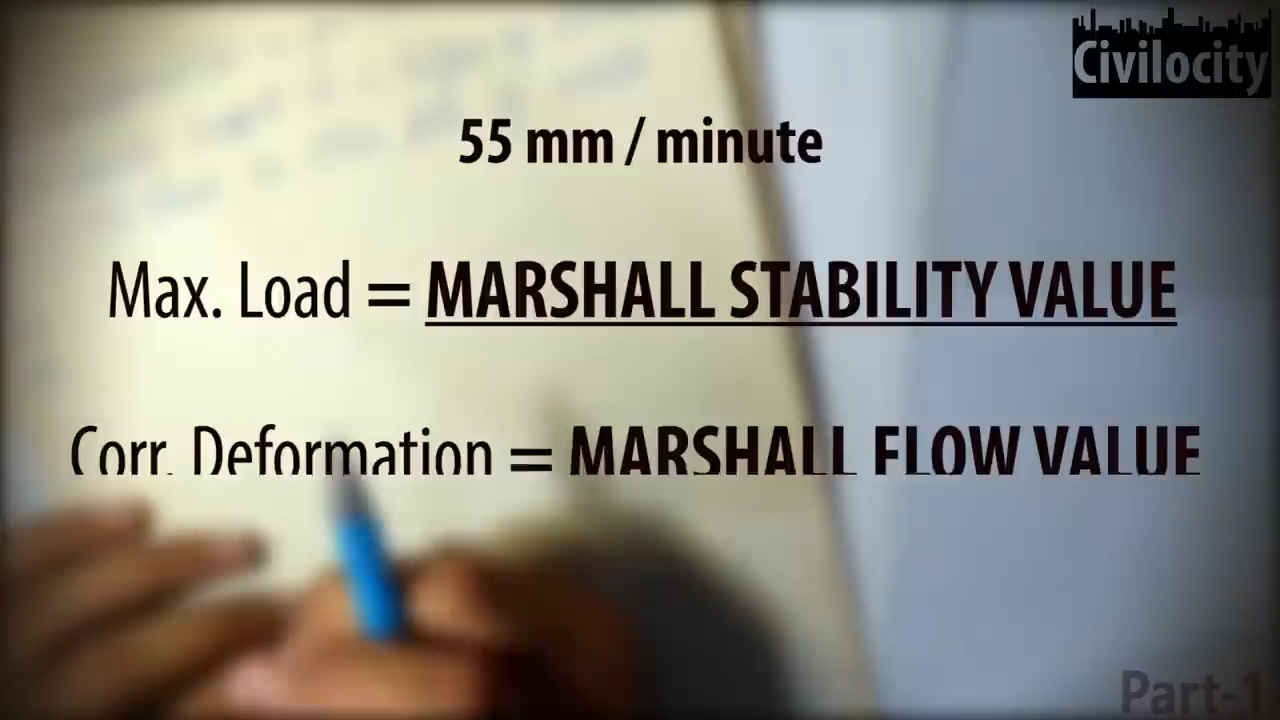 Civilocity
55 mm / minute
Max. Load = MARSHALL STABILITY VALUE
Corr. Deformation = MARSHALL FLOW VALUE
Part-1